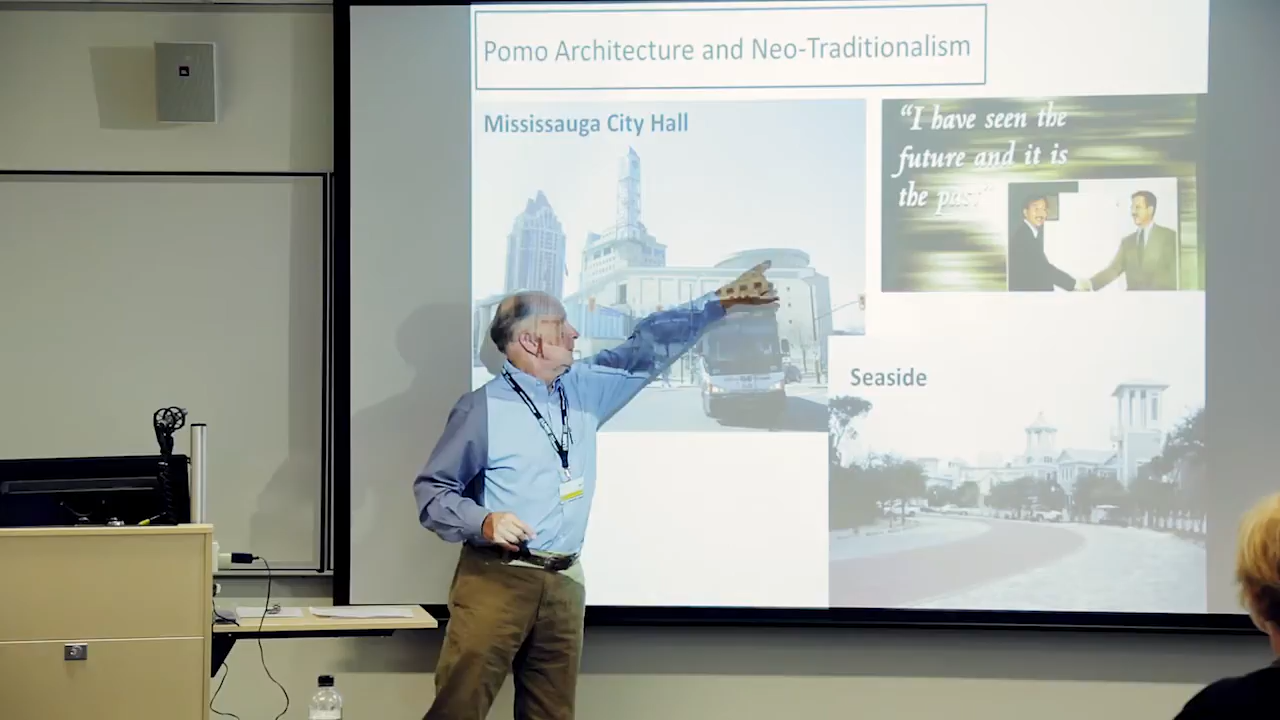 Pomo Architecture and Neo-Traditionalism
Mississauga City Hall
“I have seen the
future and it is
the past”
Seaside